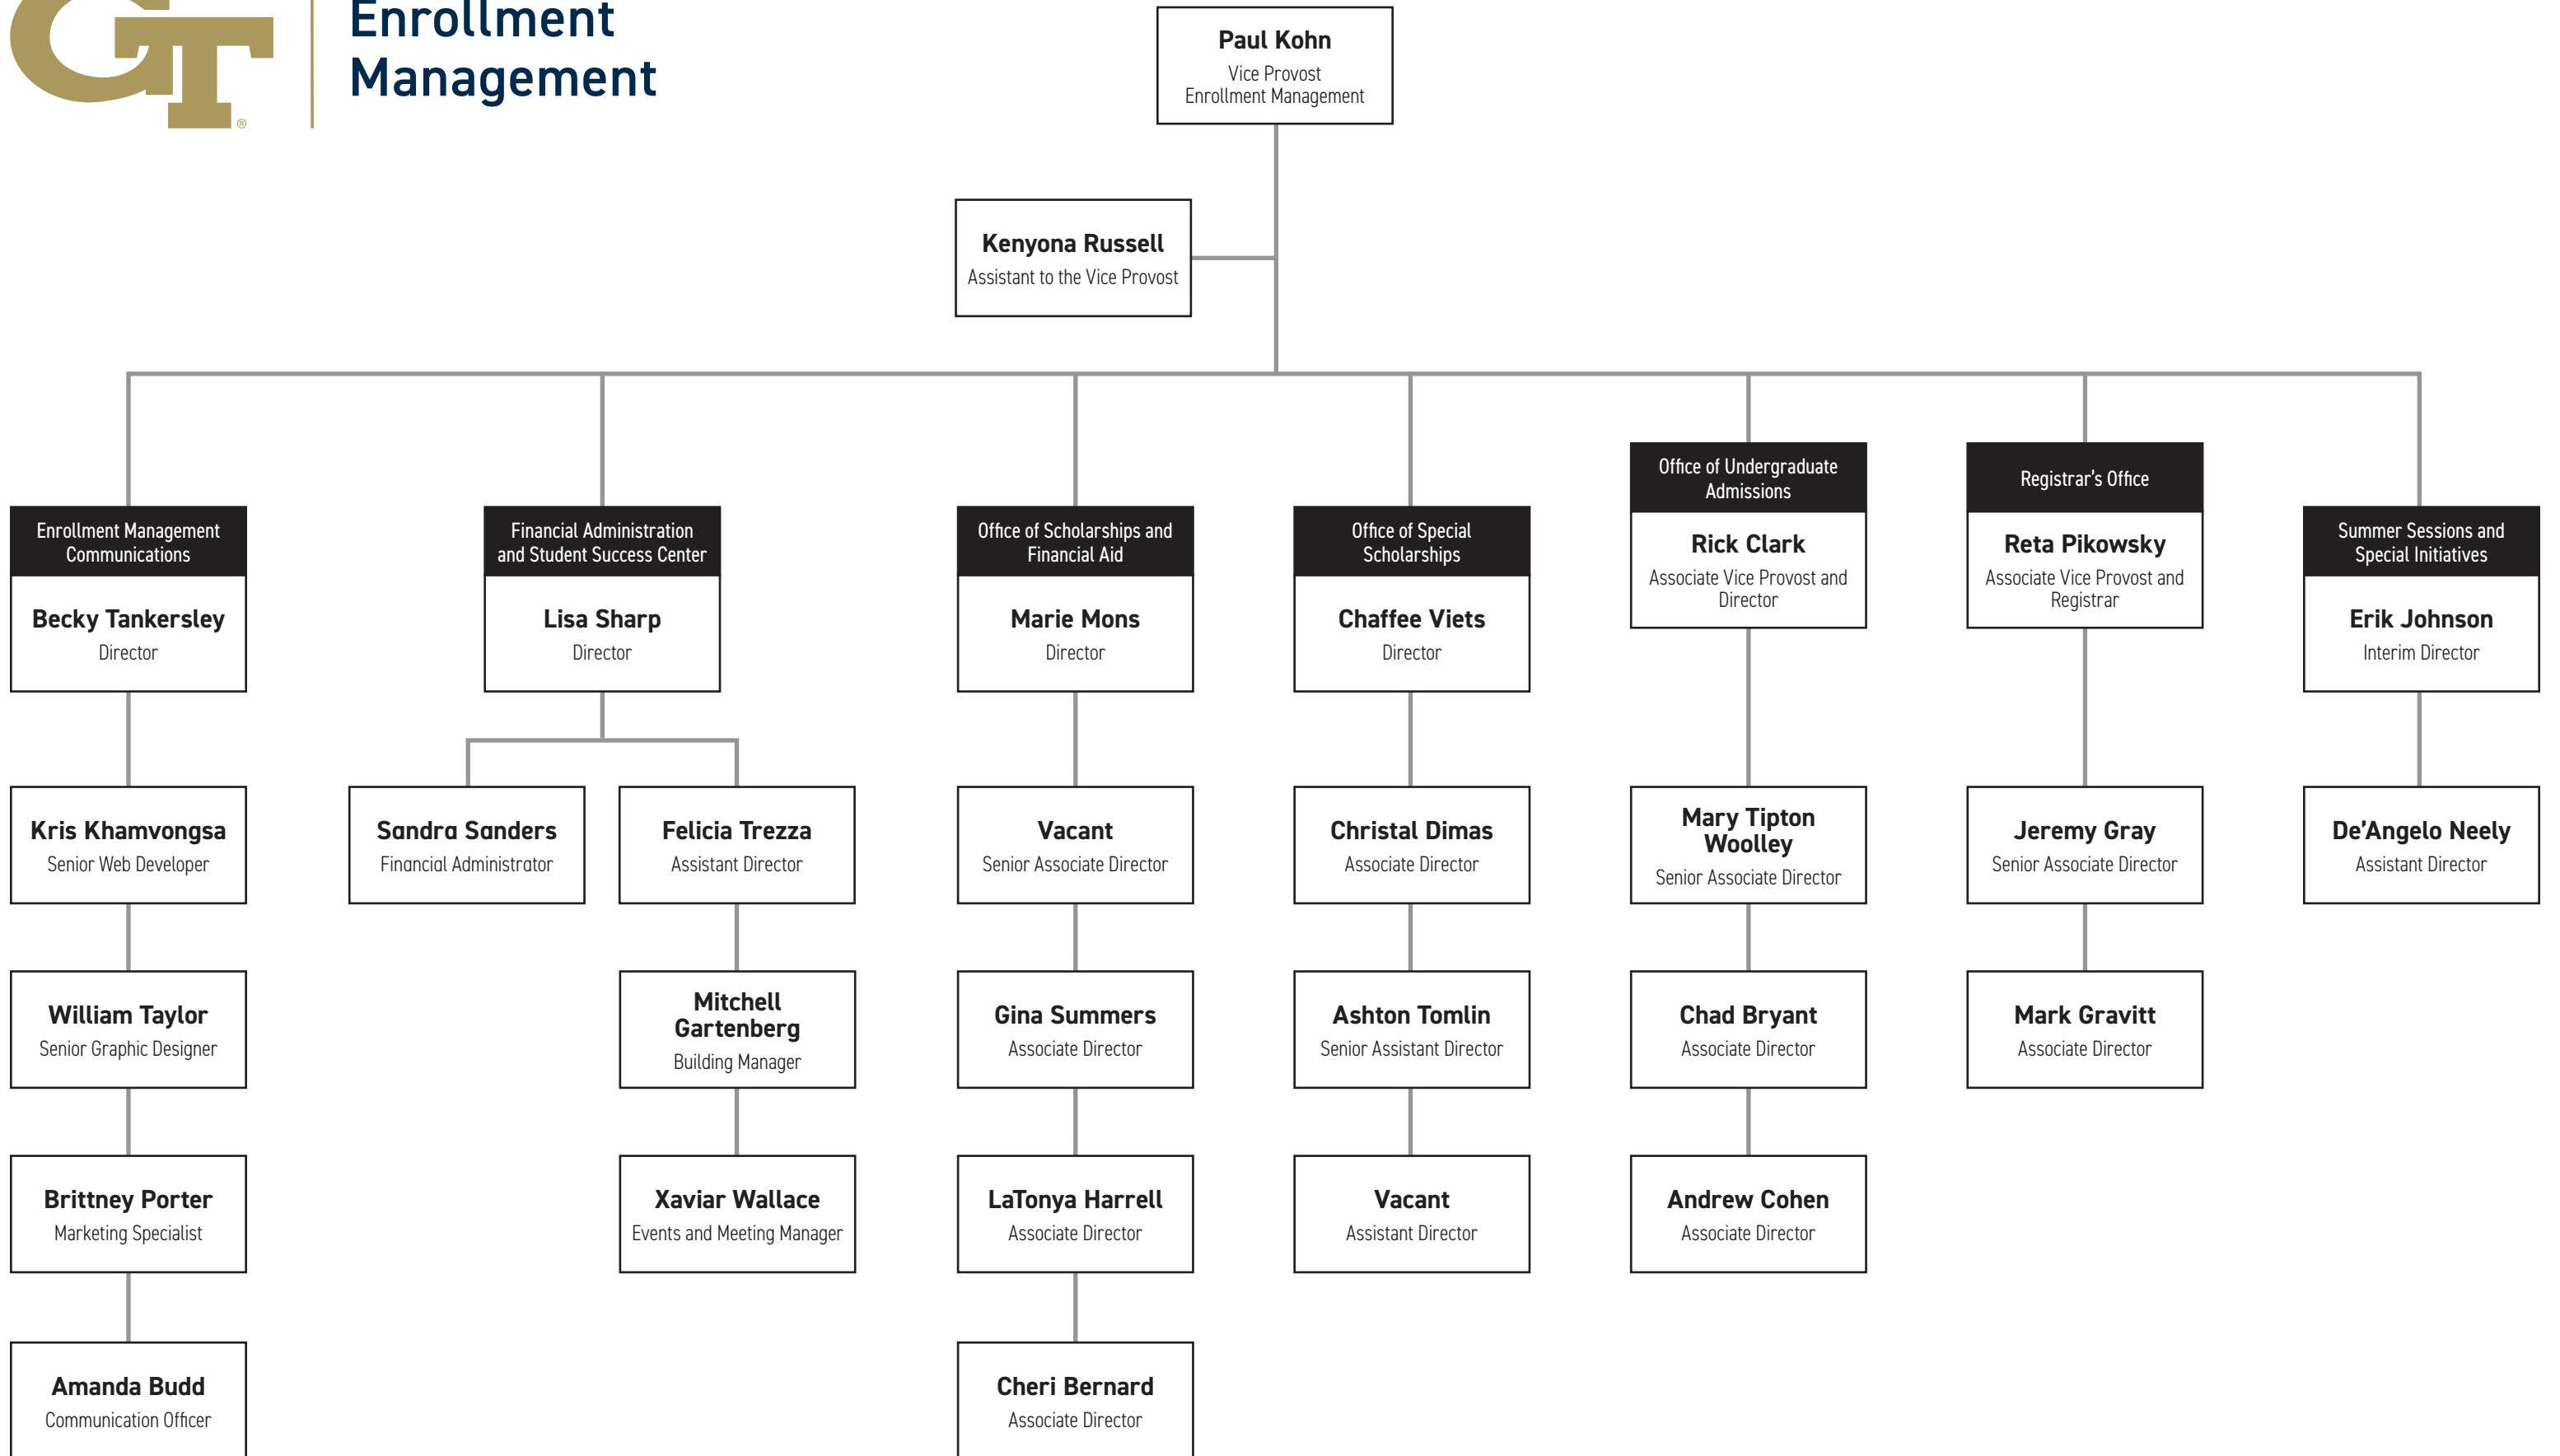 GT
®
Enrollment
Management
Paul Kohn
Vice Provost
Enrollment Management
Kenyona Russell
Assistant to the Vice Provost
Enrollment Management
Communications
Becky Tankersley
Director
Kris Khamvongsa
Senior Web Developer
William Taylor
Senior Graphic Designer
Brittney Porter
Marketing Specialist
Amanda Budd
Communication Officer
Financial Administration
and Student Success Center
Lisa Sharp
Director
Sandra Sanders
Financial Administrator
Felicia Trezza
Assistant Director
Mitchell
Gartenberg
Building Manager
Xaviar Wallace
Events and Meeting Manager
Office of Scholarships and
Financial Aid
Marie Mons
Director
Vacant
Senior Associate Director
Gina Summers
Associate Director
LaTonya Harrell
Associate Director
Cheri Bernard
Associate Director
Office of Special
Scholarships
Chaffee Viets
Director
Christal Dimas
Associate Director
Ashton Tomlin
Senior Assistant Director
Vacant
Assistant Director
Office of Undergraduate
Admissions
Rick Clark
Associate Vice Provost and
Director
Mary Tipton
Woolley
Senior Associate Director
Chad Bryant
Associate Director
Andrew Cohen
Associate Director
Registrar’s Office
Reta Pikowsky
Associate Vice Provost and
Registrar
Jeremy Gray
Senior Associate Director
Mark Gravitt
Associate Director
Summer Sessions and
Special Initiatives
Erik Johnson
Interim Director
De’Angelo Neely
Assistant Director